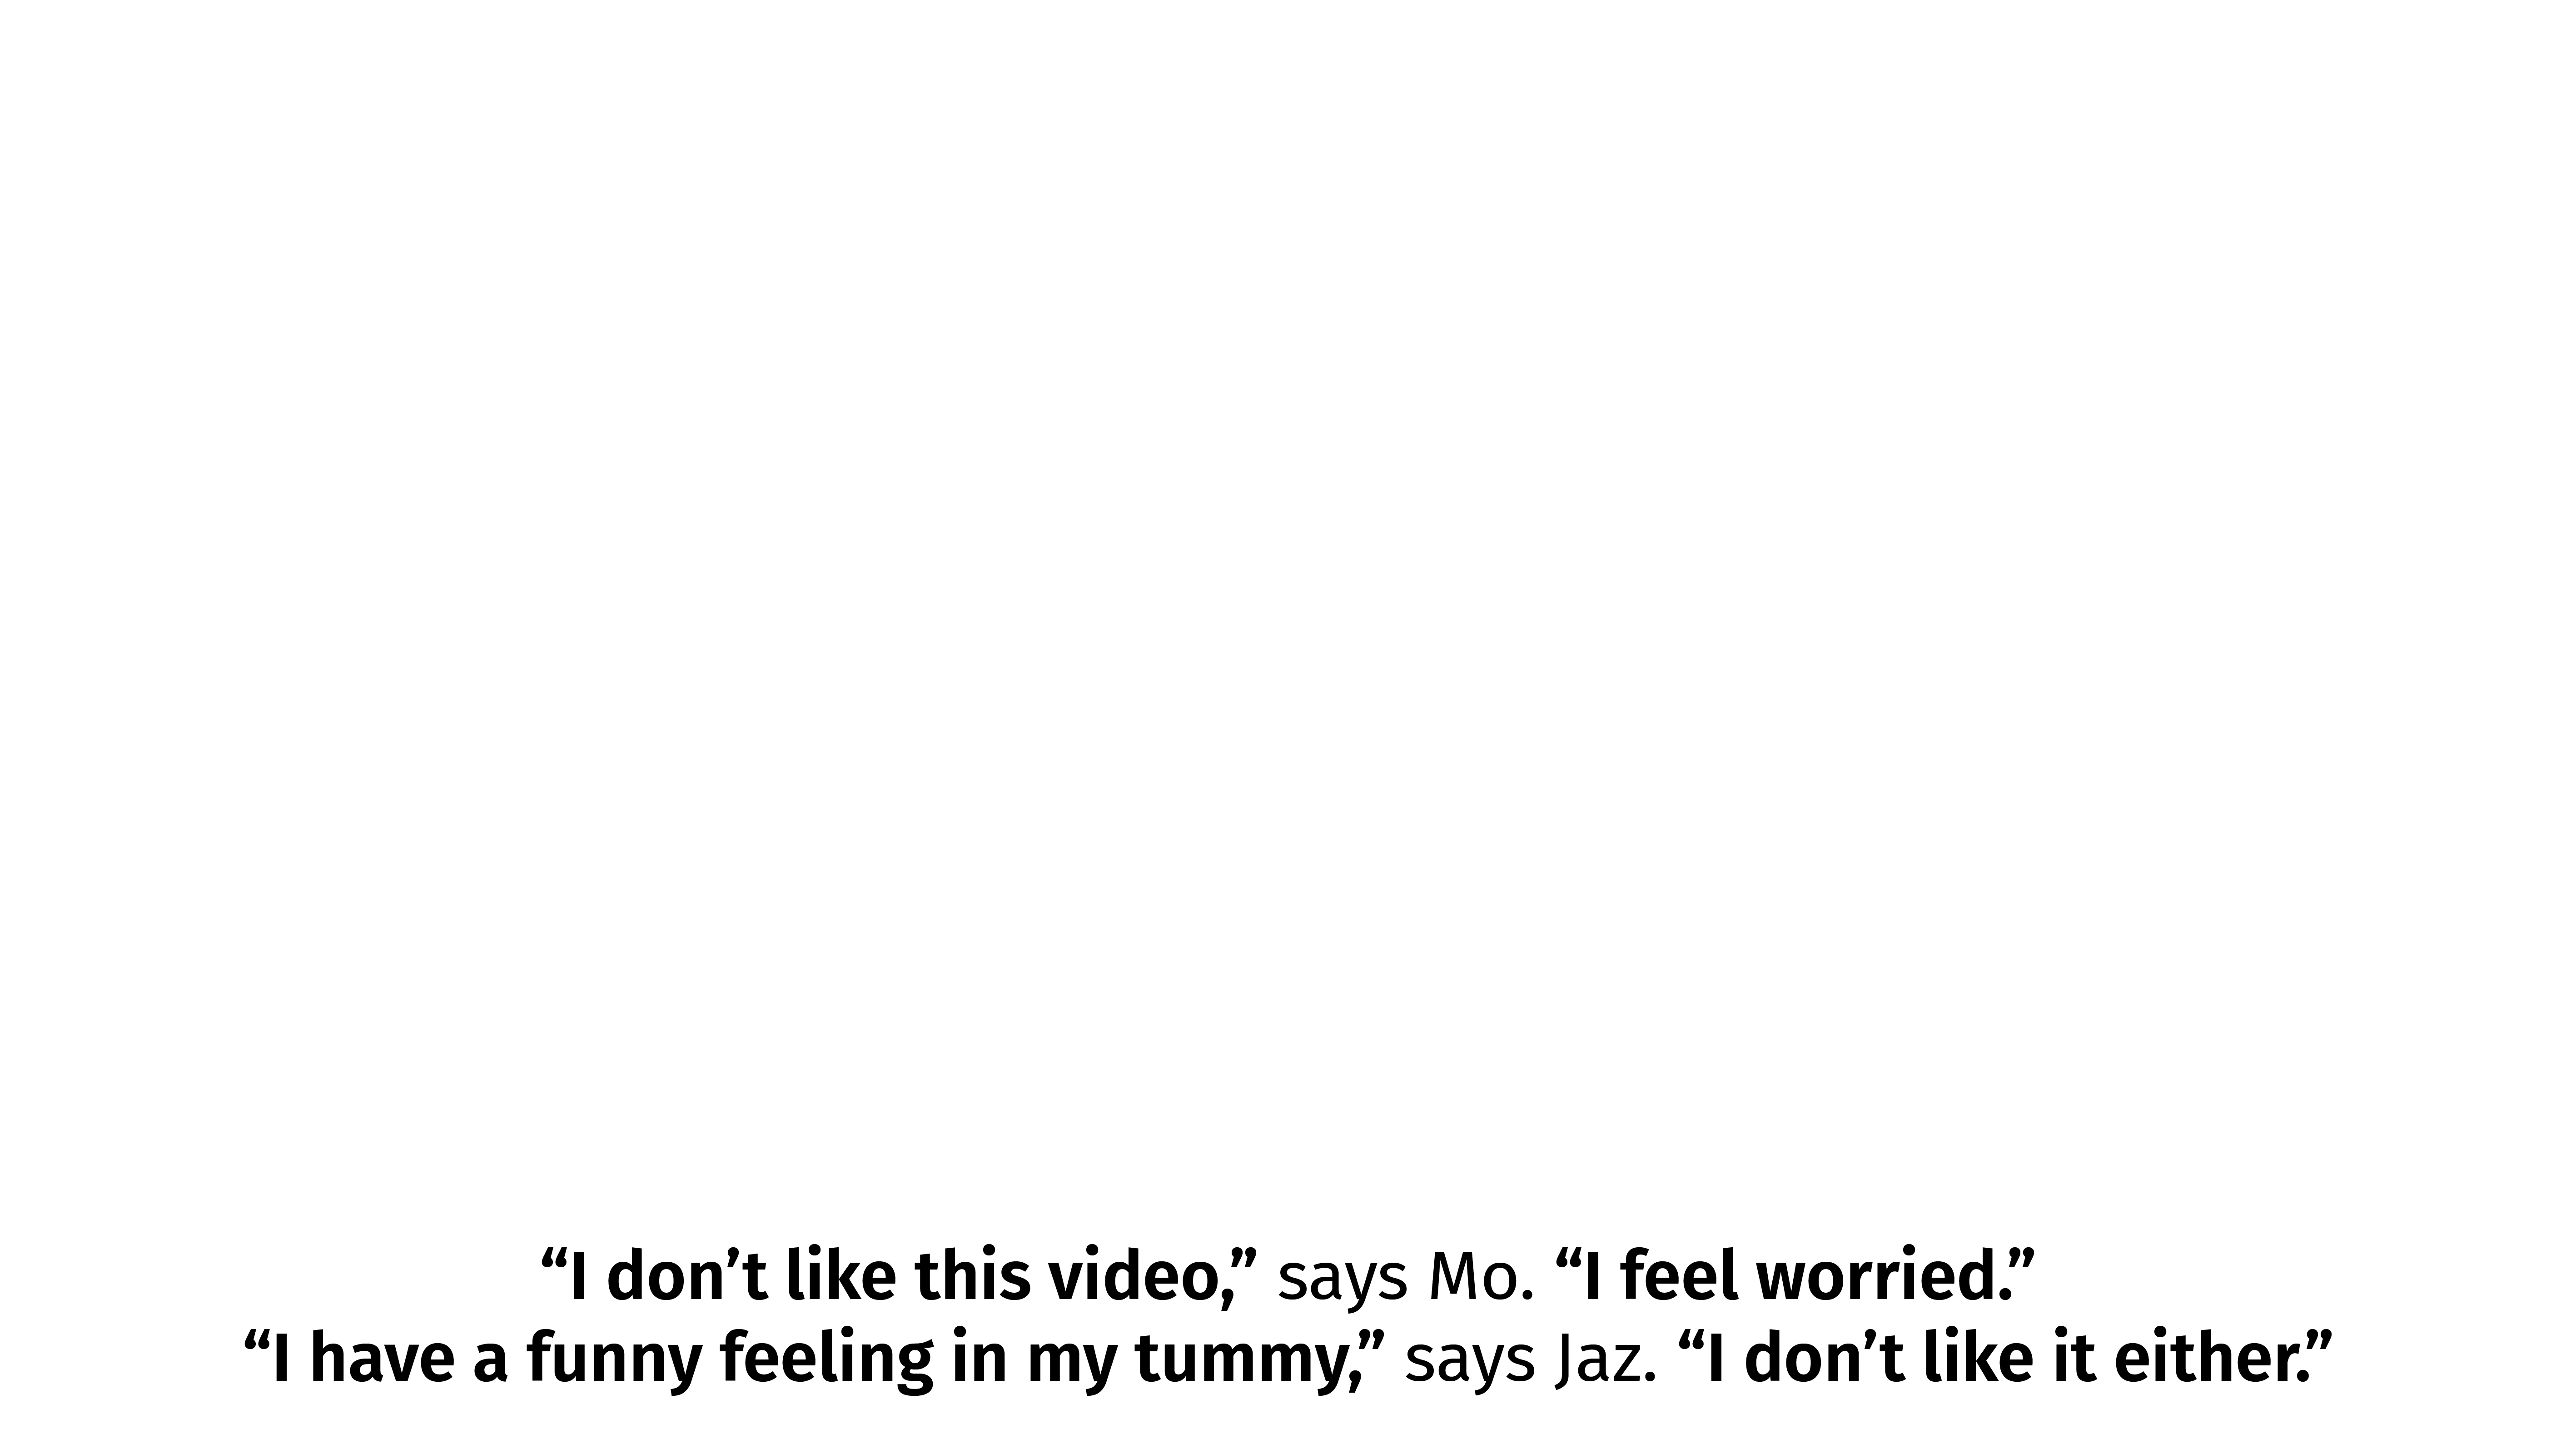 “I don’t like this video,” says Mo. “I feel worried.”
“I have a funny feeling in my tummy,” says Jaz. “I don’t like it either.”